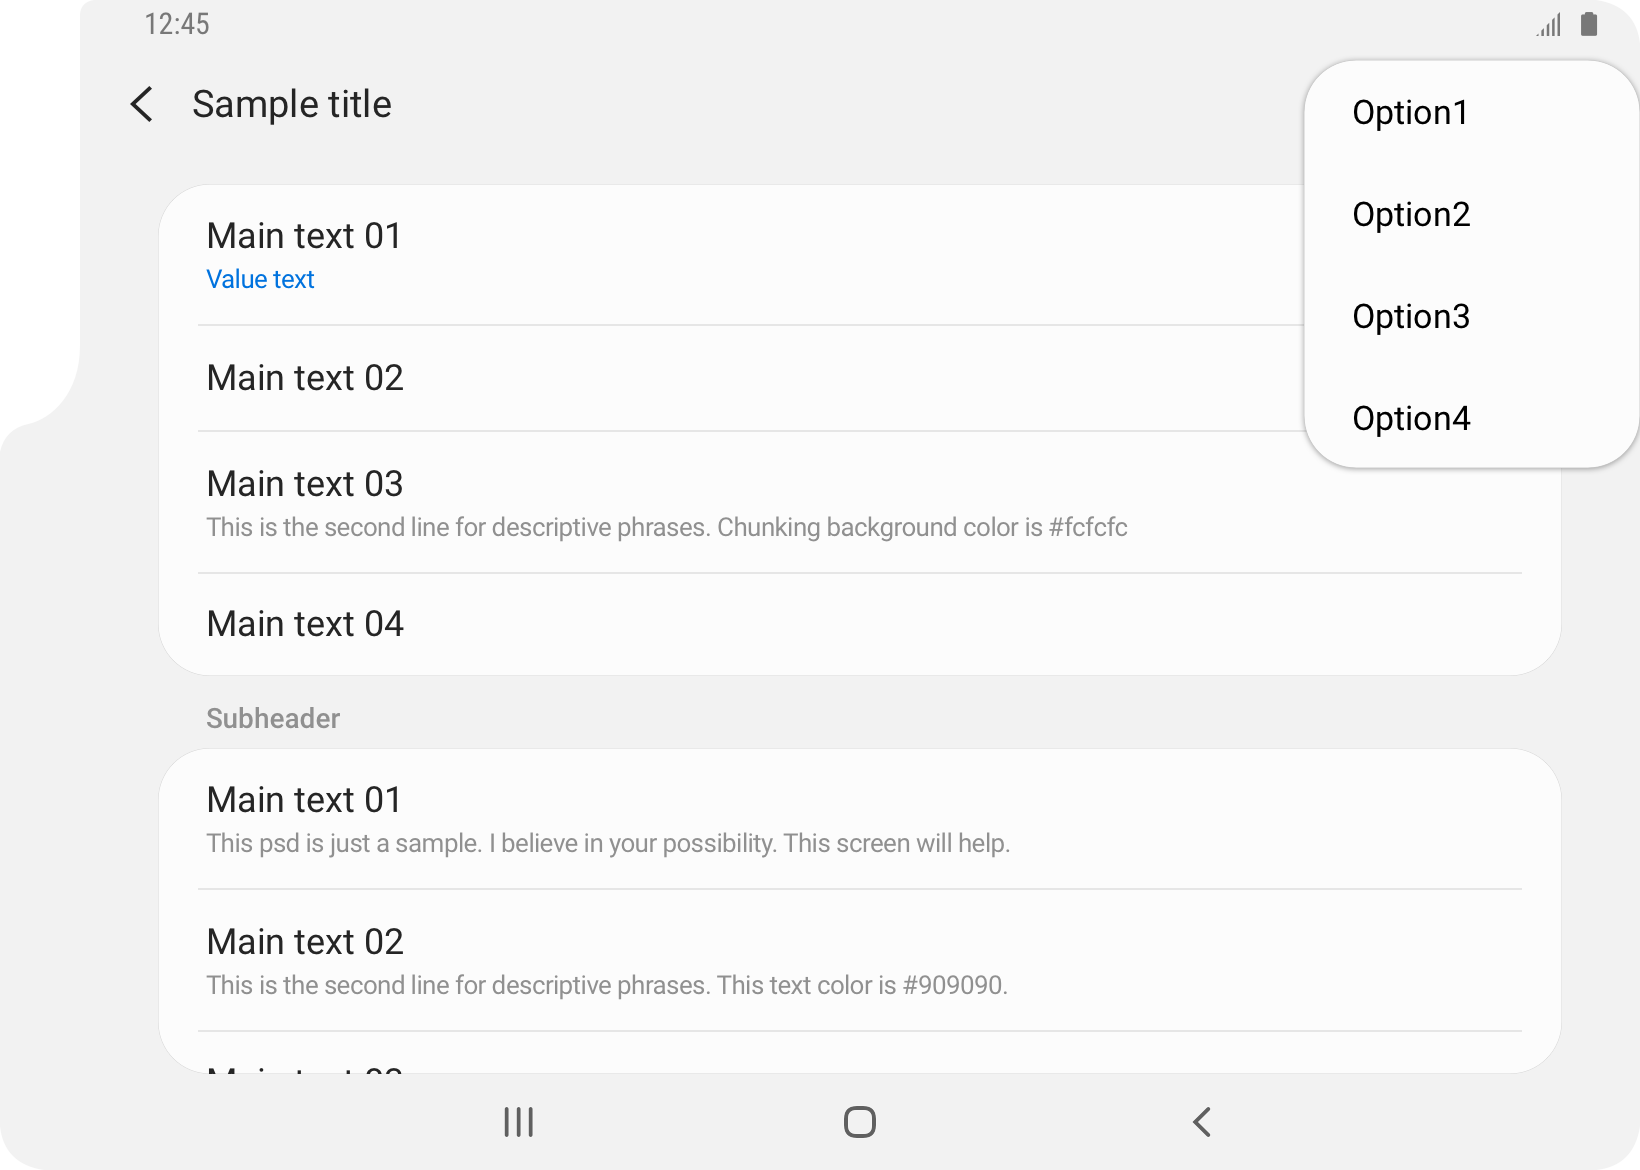 12:45
Sample title
Option1
Option2
Option3
Option4
Main text 01
Value text
Main text 02
Main text 03
This is the second line for descriptive phrases. Chunking background color is #fcfcfc
Main text 04
Subheader
Main text 01
This psd is just a sample. I believe in your possibility. This screen will help.
Main text 02
This is the second line for descriptive phrases. This text color is #909090.